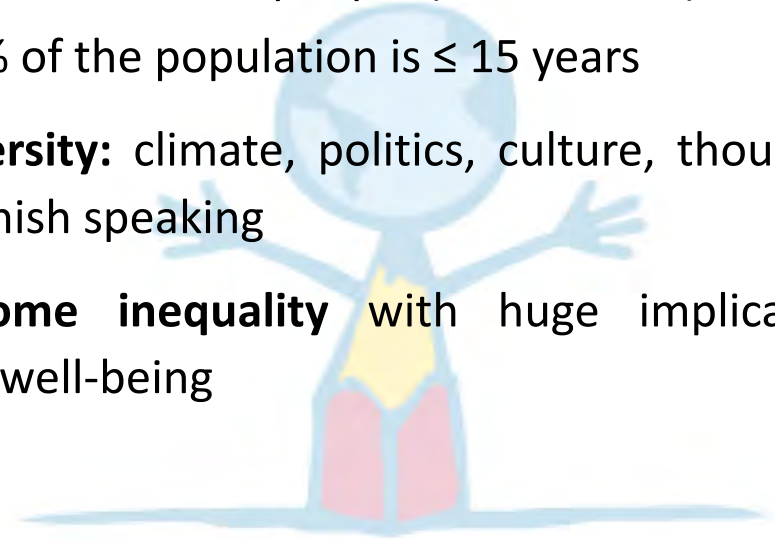 % of the population is ≤ 15 years
ersity: climate, politics, culture, thou
nish speaking
ome inequality with huge implica
well-being